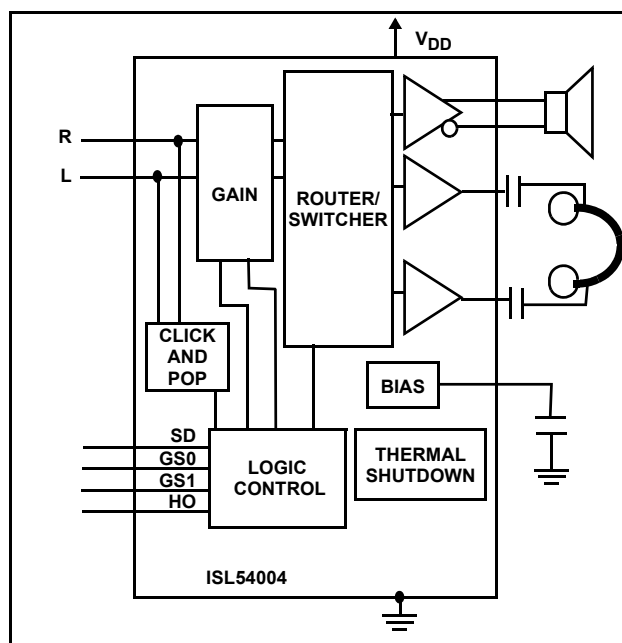 VDD
R
L
GAIN
ROUTER/
SWITCHER
CLICK
AND
POP
BIAS
SD
GS0
GS1
HO
LOGIC
CONTROL
THERMAL
SHUTDOWN
ISL54004